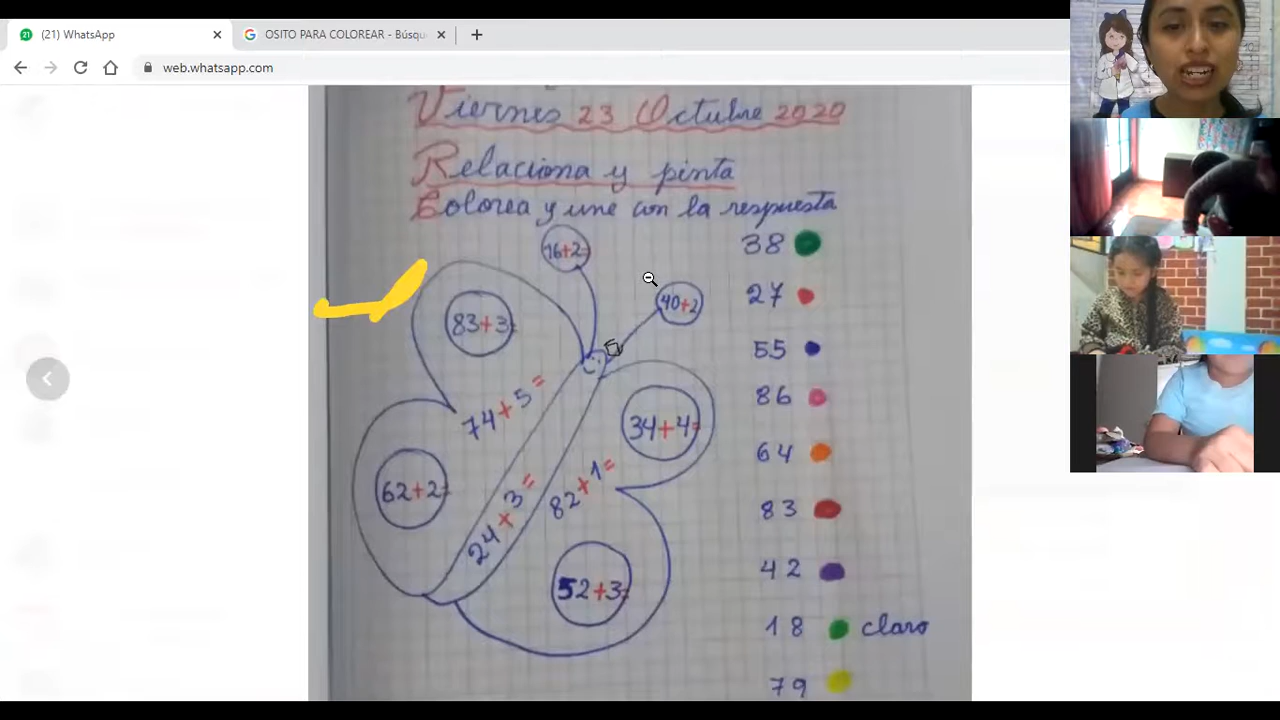 (21) WhatsApp
OSITO PARA COLOREAR - Búsqu
web.whatsapp.com
Viernes 23 Octubre 2020
Relaciona y pinta
Colorea y une con la respuesta
16+2=
40+2
83+3=
74+5=
34+4=
62+2=
24+3=
82+1=
52+3=
38
27
55
86
64
83
42
18 claro
79